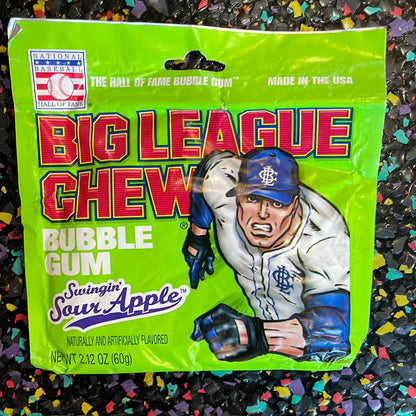 NATIONAL
BASEBALL
HALL OF FAME
THE HALL OF FAME BUBBLE GUM™
MADE IN THE USA
BIG LEAGUE
CHEW
®
BUBBLE
GUM
Swingin'
Sour Apple™
NATURALLY AND ARTIFICIALLY FLAVORED
NET WT 2.12 OZ (60g)